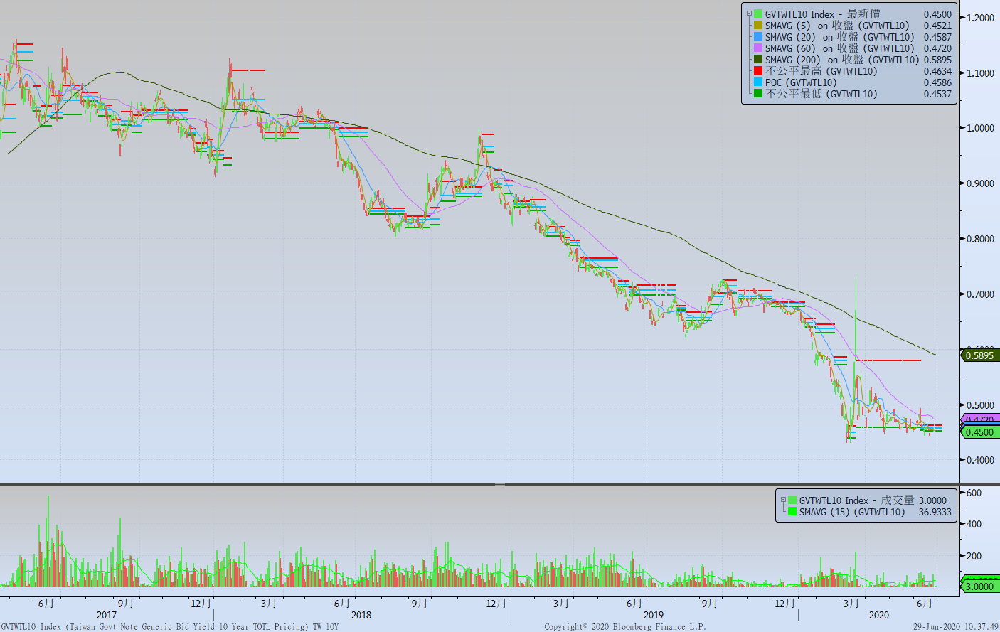 GVTWTL10 Index - 最新價 0.4500
SMAVG (5) on 收盤 (GVTWTL10) 0.4521
SMAVG (20) on 收盤 (GVTWTL10) 0.4587
SMAVG (60) on 收盤 (GVTWTL10) 0.4720
SMAVG (200) on 收盤 (GVTWTL10) 0.5895
不公平最高 (GVTWTL10) 0.4634
POC (GVTWTL10) 0.4586
不公平最低 (GVTWTL10) 0.4537
1.2000
1.1000
1.0000
0.9000
0.8000
0.7000
0.5895
0.5000
0.4720
0.4500
0.4000
GVTWTL10 Index - 成交量 3.0000
SMAVG (15) (GVTWTL10) 36.9333
600
400
200
3.0000
6月 9月 12月 3月 6月 9月 12月 3月 6月 9月 12月 3月 6月
2017 2018 2019 2020
GVTWTL10 Index (Taiwan Govt Note Generic Bid Yield 10 Year TOTL Pricing) TW 10Y Copyright© 2020 Bloomberg Finance L.P. 29-Jun-2020 10:37:49